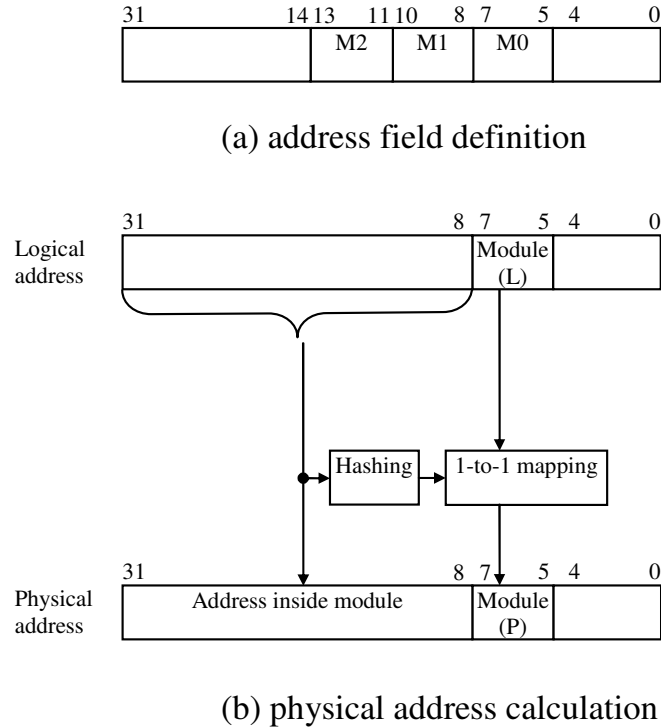 31 14 13 11 10 8 7 5 4 0
M2 M1 M0
(a) address field definition
31 8 7 5 4 0
Logical address
Module (L)
Hashing
1-to-1 mapping
31 8 7 5 4 0
Physical address
Address inside module
Module (P)
(b) physical address calculation